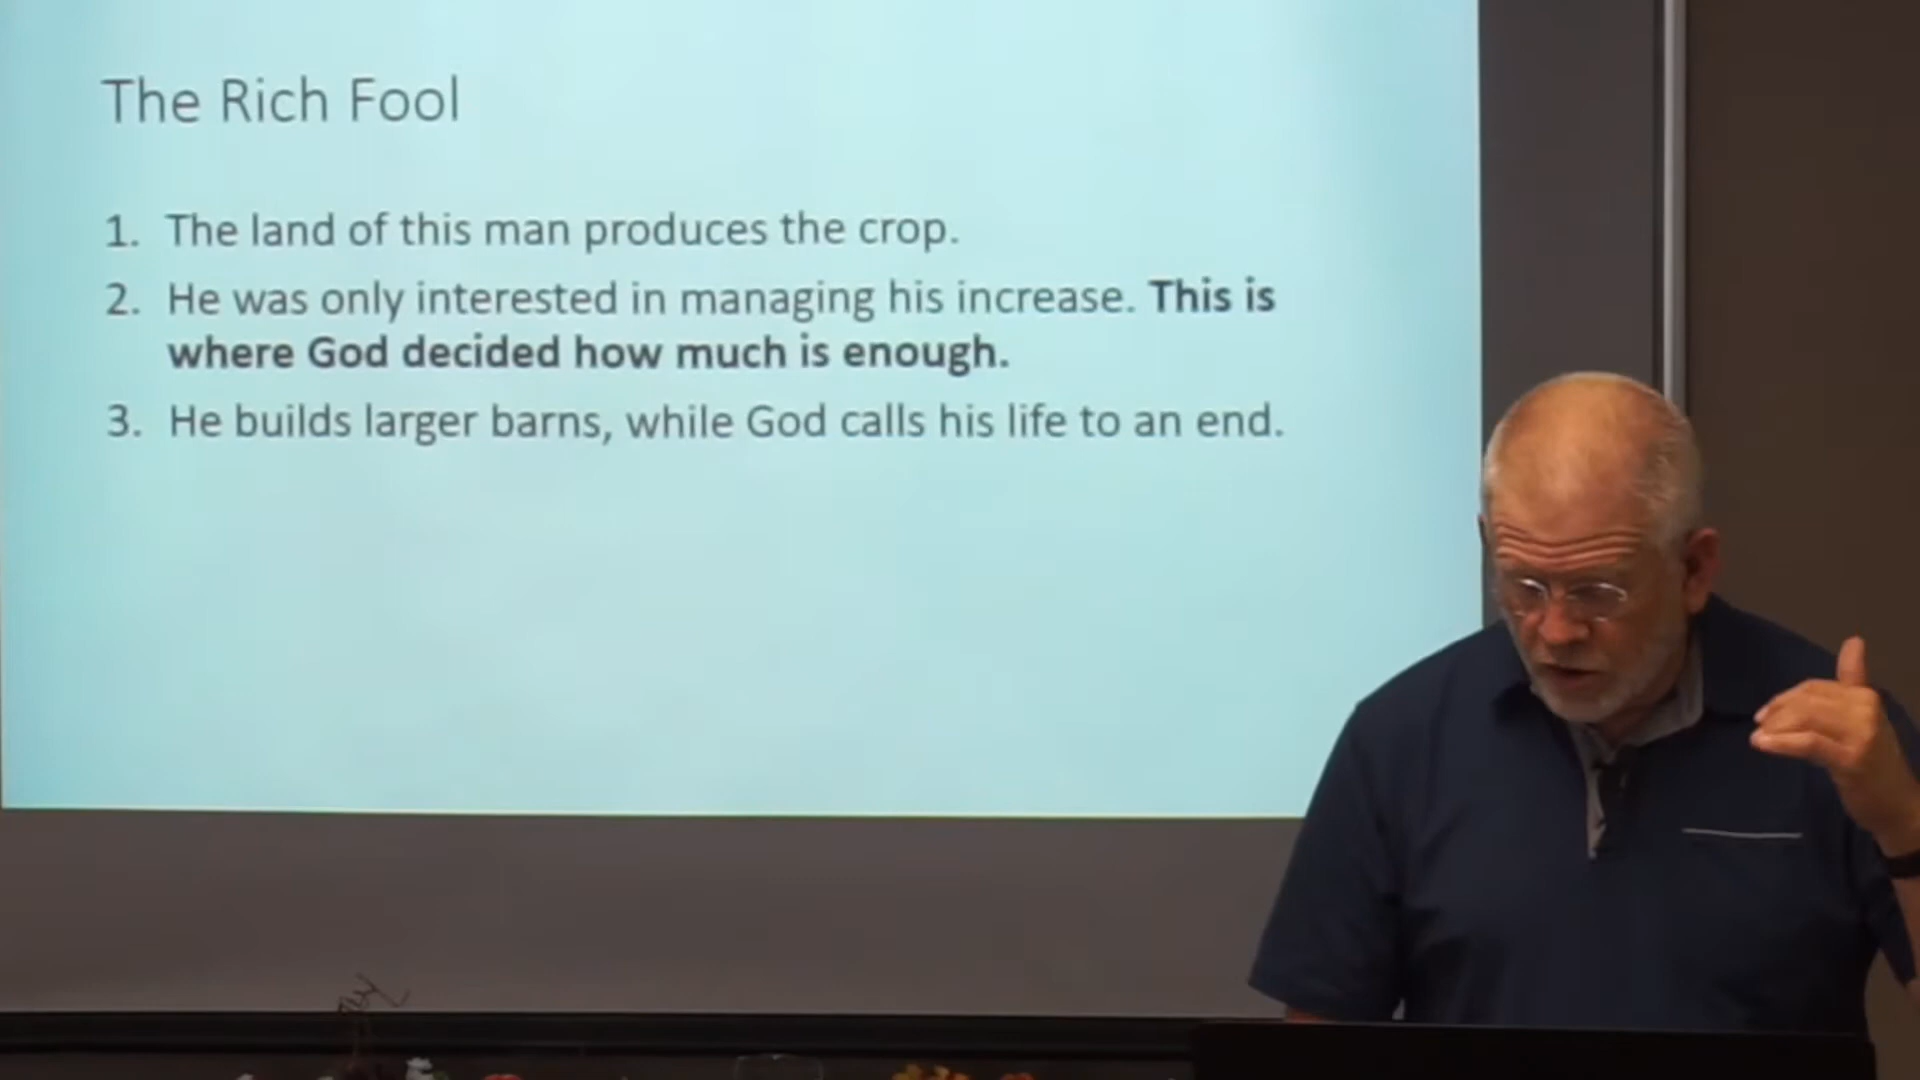 The Rich Fool
1. The land of this man produces the crop.
2. He was only interested in managing his increase. This is
where God decided how much is enough.
3. He builds larger barns, while God calls his life to an end.